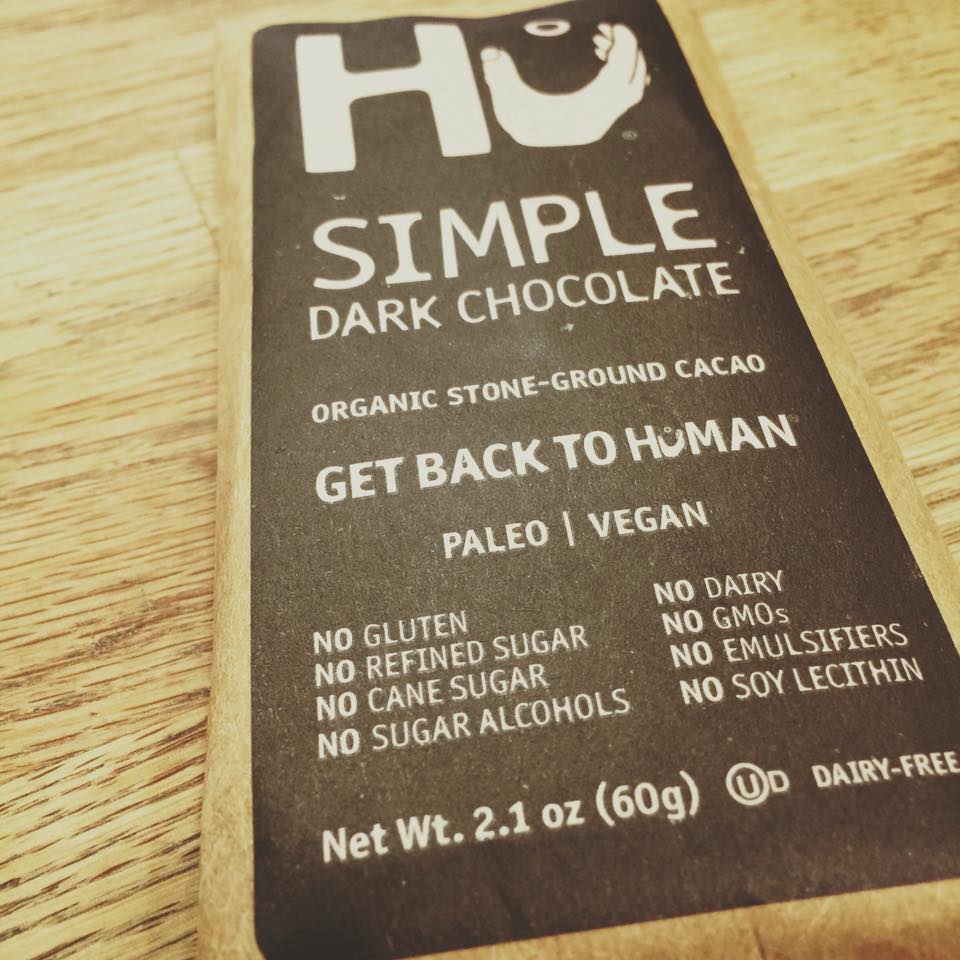 Hu
SIMPLE
DARK CHOCOLATE
ORGANIC STONE-GROUND CACAO
GET BACK TO HUMAN®
PALEO | VEGAN
NO GLUTEN
NO REFINED SUGAR
NO CANE SUGAR
NO SUGAR ALCOHOLS
NO DAIRY
NO GMOs
NO EMULSIFIERS
NO SOY LECITHIN
Net Wt. 2.1 oz (60g) ⓊD DAIRY-FREE